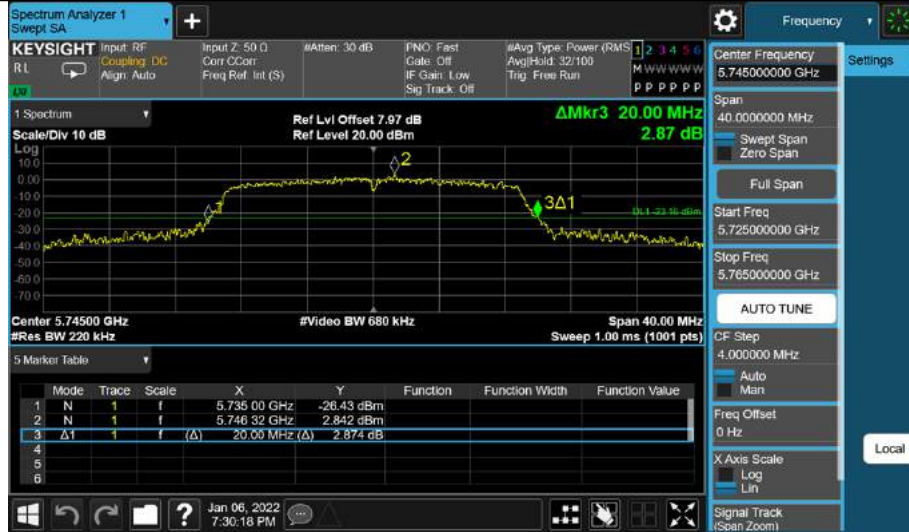 Spectrum Analyzer 1
Swept SA
+
Frequency
KEYSIGHT
RL
Input: RF
Coupling: DC
Align: Auto
Input Z: 50 Ω
Corr CCorr
Freq Ref: Int (S)
#Atten: 30 dB
PNO: Fast
Gate: Off
IF Gain: Low
Sig Track: Off
#Avg Type: Power (RMS
Avg|Hold: 32/100
Trig: Free Run
1 2 3 4 5 6
M W W W W W
P P P P P P
1 Spectrum
Scale/Div 10 dB
Ref Lvl Offset 7.97 dB
Ref Level 20.00 dBm
ΔMkr3 20.00 MHz
2.87 dB
Log
10.0
0.00
-10.0
-20.0
-30.0
-40.0
-50.0
-60.0
-70.0
2
3Δ1
DL1 -23.16 dBm
Center 5.74500 GHz
#Res BW 220 kHz
#Video BW 680 kHz
Span 40.00 MHz
Sweep 1.00 ms (1001 pts)
5 Marker Table
Mode Trace Scale X Y Function Function Width Function Value
1 N 1 f 5.735 00 GHz -26.43 dBm
2 N 1 f 5.746 32 GHz 2.842 dBm
3 Δ1 1 f (Δ) 20.00 MHz (Δ) 2.874 dB
4
5
6
Jan 06, 2022
7:30:18 PM
Center Frequency
5.745000000 GHz
Span
40.0000000 MHz
Swept Span
Zero Span
Full Span
Start Freq
5.725000000 GHz
Stop Freq
5.765000000 GHz
AUTO TUNE
CF Step
4.000000 MHz
Auto
Man
Freq Offset
0 Hz
X Axis Scale
Log
Lin
Signal Track
(Span Zoom)
Settings
Local